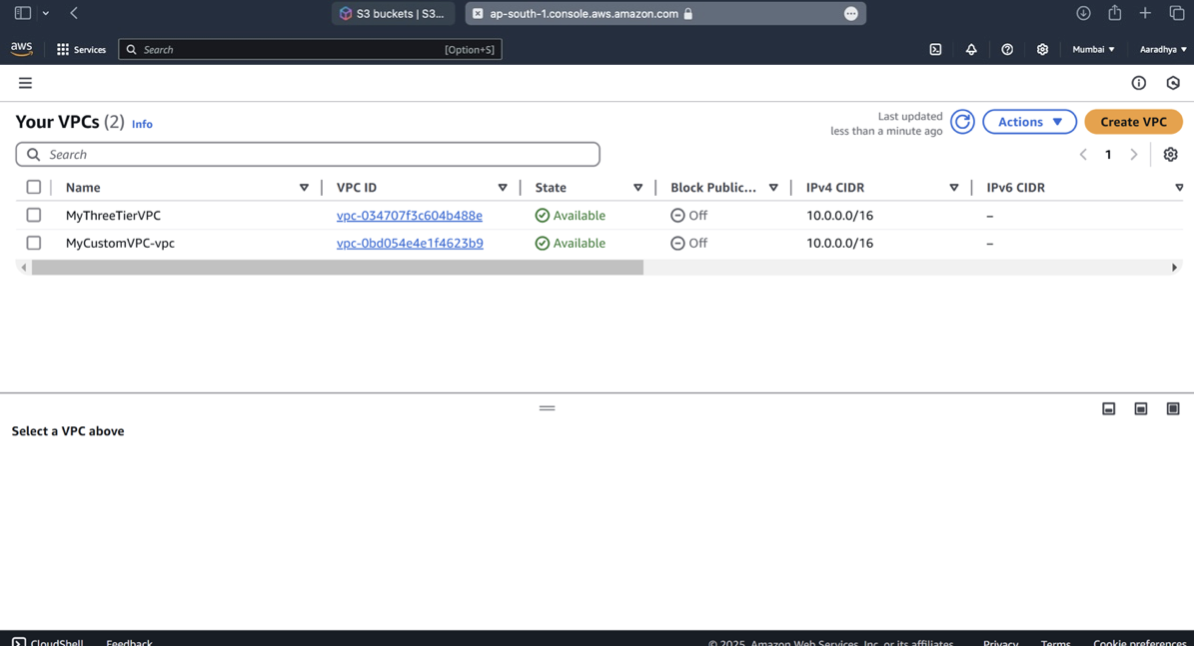 S3 buckets | S3...
ap-south-1.console.aws.amazon.com
aws
Services
Search
[Option+S]
Mumbai
Aaradhya
Your VPCs (2) Info
Last updated
less than a minute ago
Actions
Create VPC
Search
1
Name
VPC ID
State
Block Public...
IPv4 CIDR
IPv6 CIDR
MyThreeTierVPC
vpc-034707f3c604b488e
Available
Off
10.0.0.0/16
–
MyCustomVPC-vpc
vpc-0bd054e4e1f4623b9
Available
Off
10.0.0.0/16
–
Select a VPC above
CloudShell
Feedback
© 2025, Amazon Web Services, Inc. or its affiliates.
Privacy
Terms
Cookie preferences